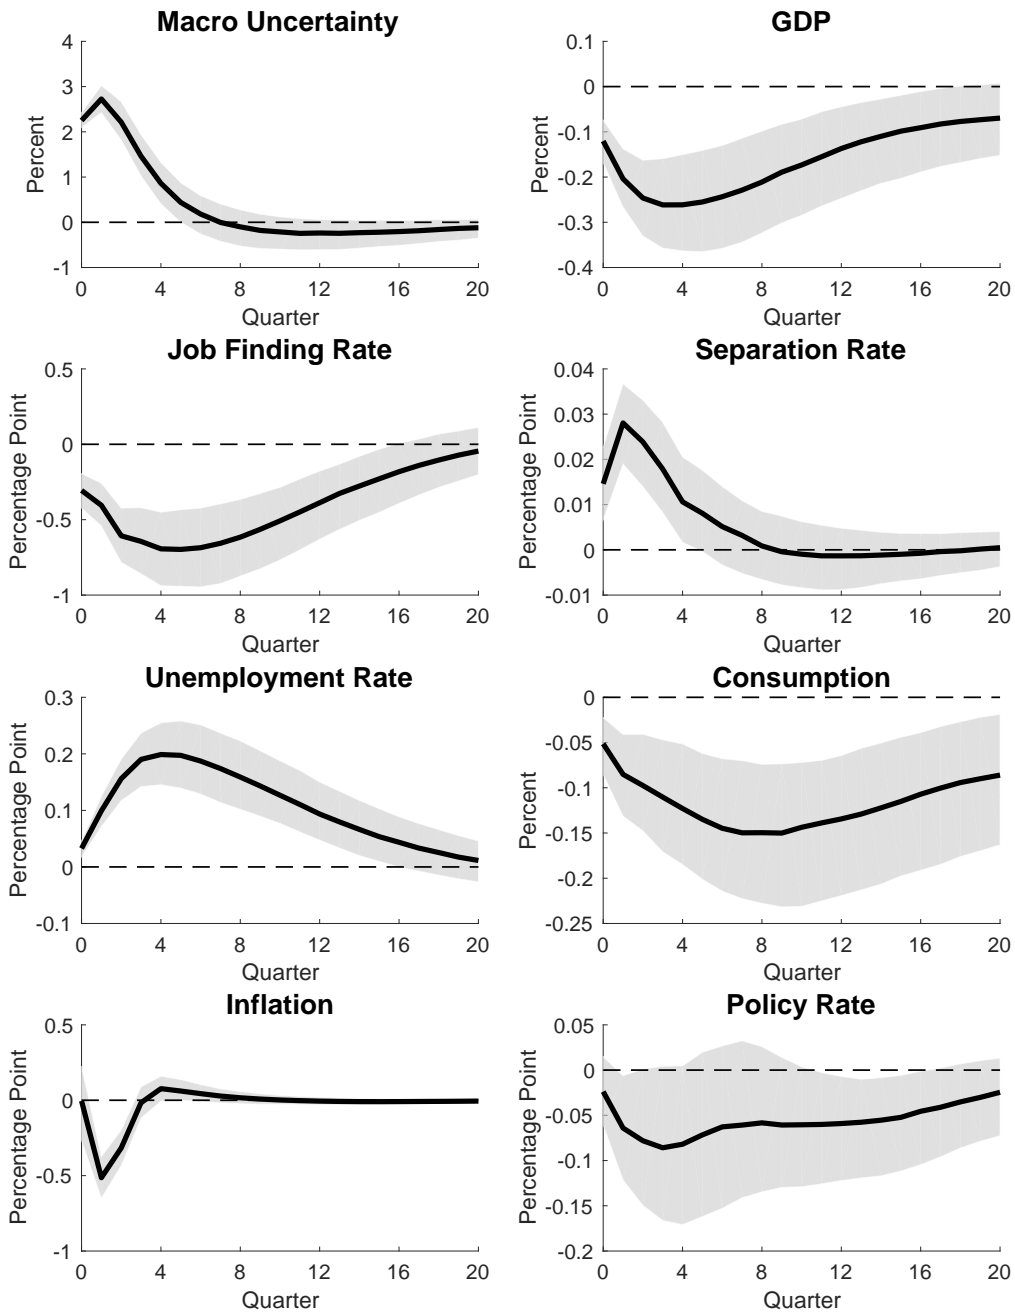 Macro Uncertainty
4
3
2
1
0
-1
Percent
0 4 8 12 16 20
Quarter
GDP
0.1
0
-0.1
-0.2
-0.3
-0.4
Percent
0 4 8 12 16 20
Quarter
Job Finding Rate
0.5
0
-0.5
-1
Percentage Point
0 4 8 12 16 20
Quarter
Separation Rate
0.04
0.03
0.02
0.01
0
-0.01
Percentage Point
0 4 8 12 16 20
Quarter
Unemployment Rate
0.3
0.2
0.1
0
-0.1
Percentage Point
0 4 8 12 16 20
Quarter
Consumption
0
-0.05
-0.1
-0.15
-0.2
-0.25
Percent
0 4 8 12 16 20
Quarter
Inflation
0.5
0
-0.5
-1
Percentage Point
0 4 8 12 16 20
Quarter
Policy Rate
0.05
0
-0.05
-0.1
-0.15
-0.2
Percentage Point
0 4 8 12 16 20
Quarter